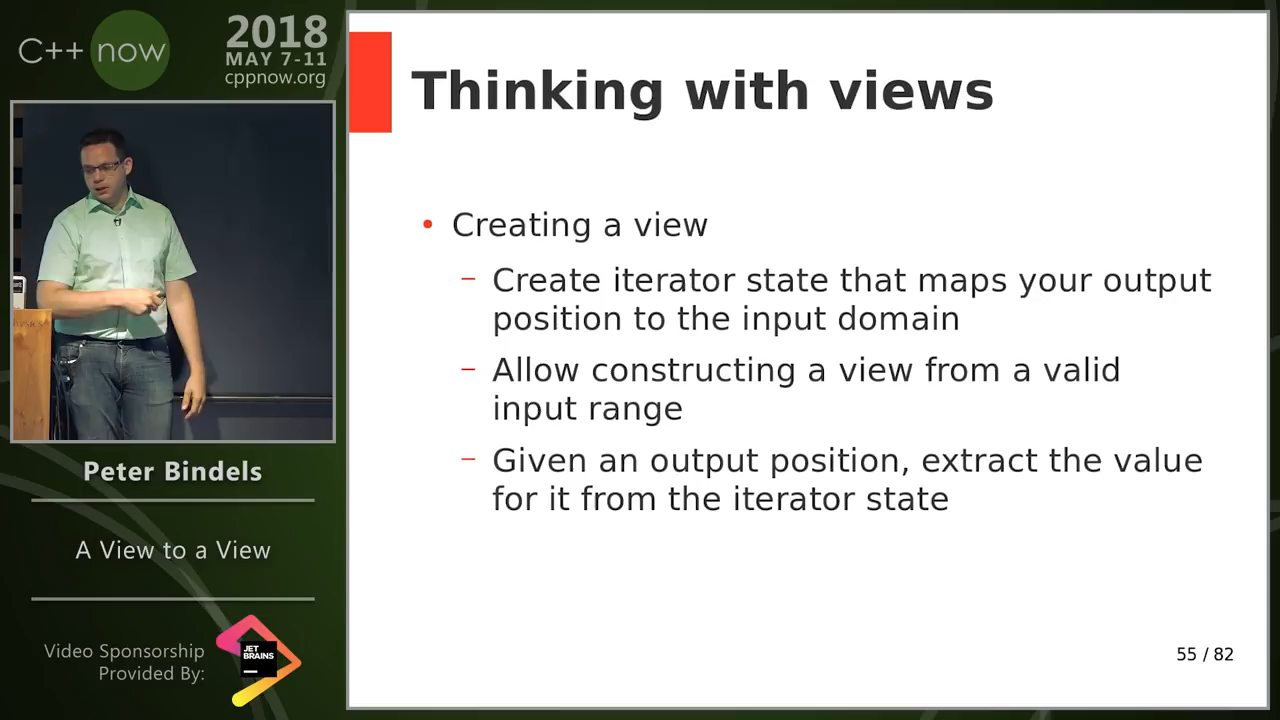 C++ now
2018
MAY 7-11
cppnow.org
Peter Bindels
A View to a View
Video Sponsorship
Provided By:
JET
BRAINS
Thinking with views
• Creating a view
– Create iterator state that maps your output
position to the input domain
– Allow constructing a view from a valid
input range
– Given an output position, extract the value
for it from the iterator state
55 / 82